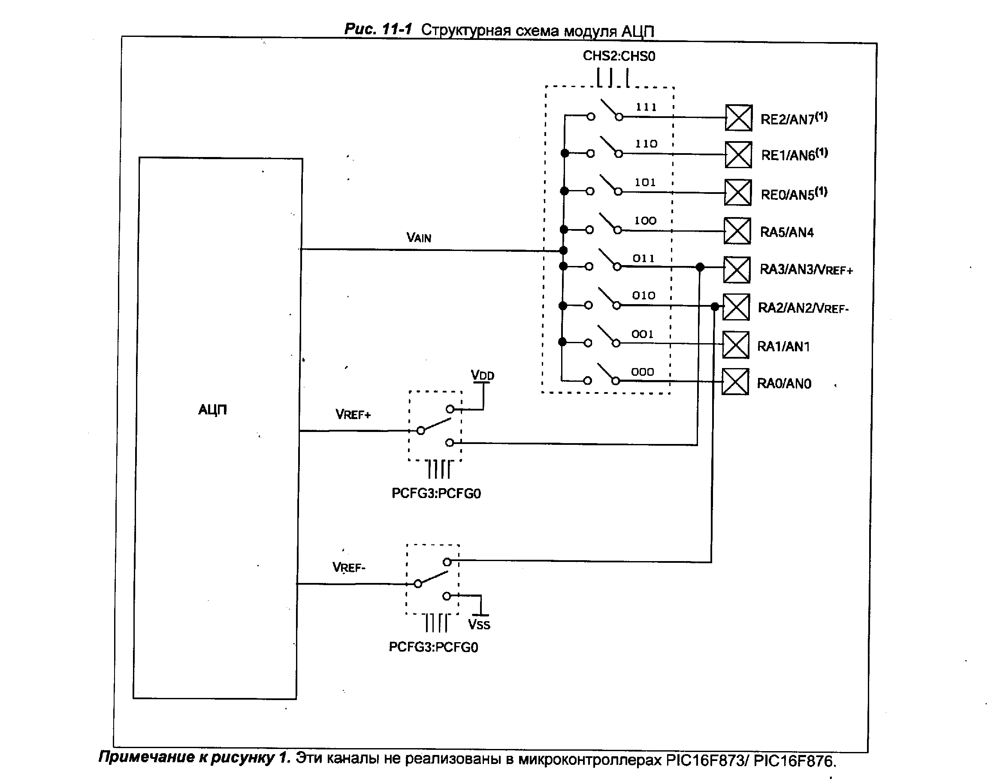 Рис. 11-1 Структурная схема модуля АЦП
CHS2:CHS0
111
RE2/AN7(1)
110
RE1/AN6(1)
101
RE0/AN5(1)
100
RA5/AN4
VAIN
011
RA3/AN3/VREF+
010
RA2/AN2/VREF-
001
RA1/AN1
000
RA0/AN0
VDD
АЦП
VREF+
PCFG3:PCFG0
VREF-
VSS
PCFG3:PCFG0
Примечание к рисунку 1. Эти каналы не реализованы в микроконтроллерах PIC16F873/ PIC16F876.